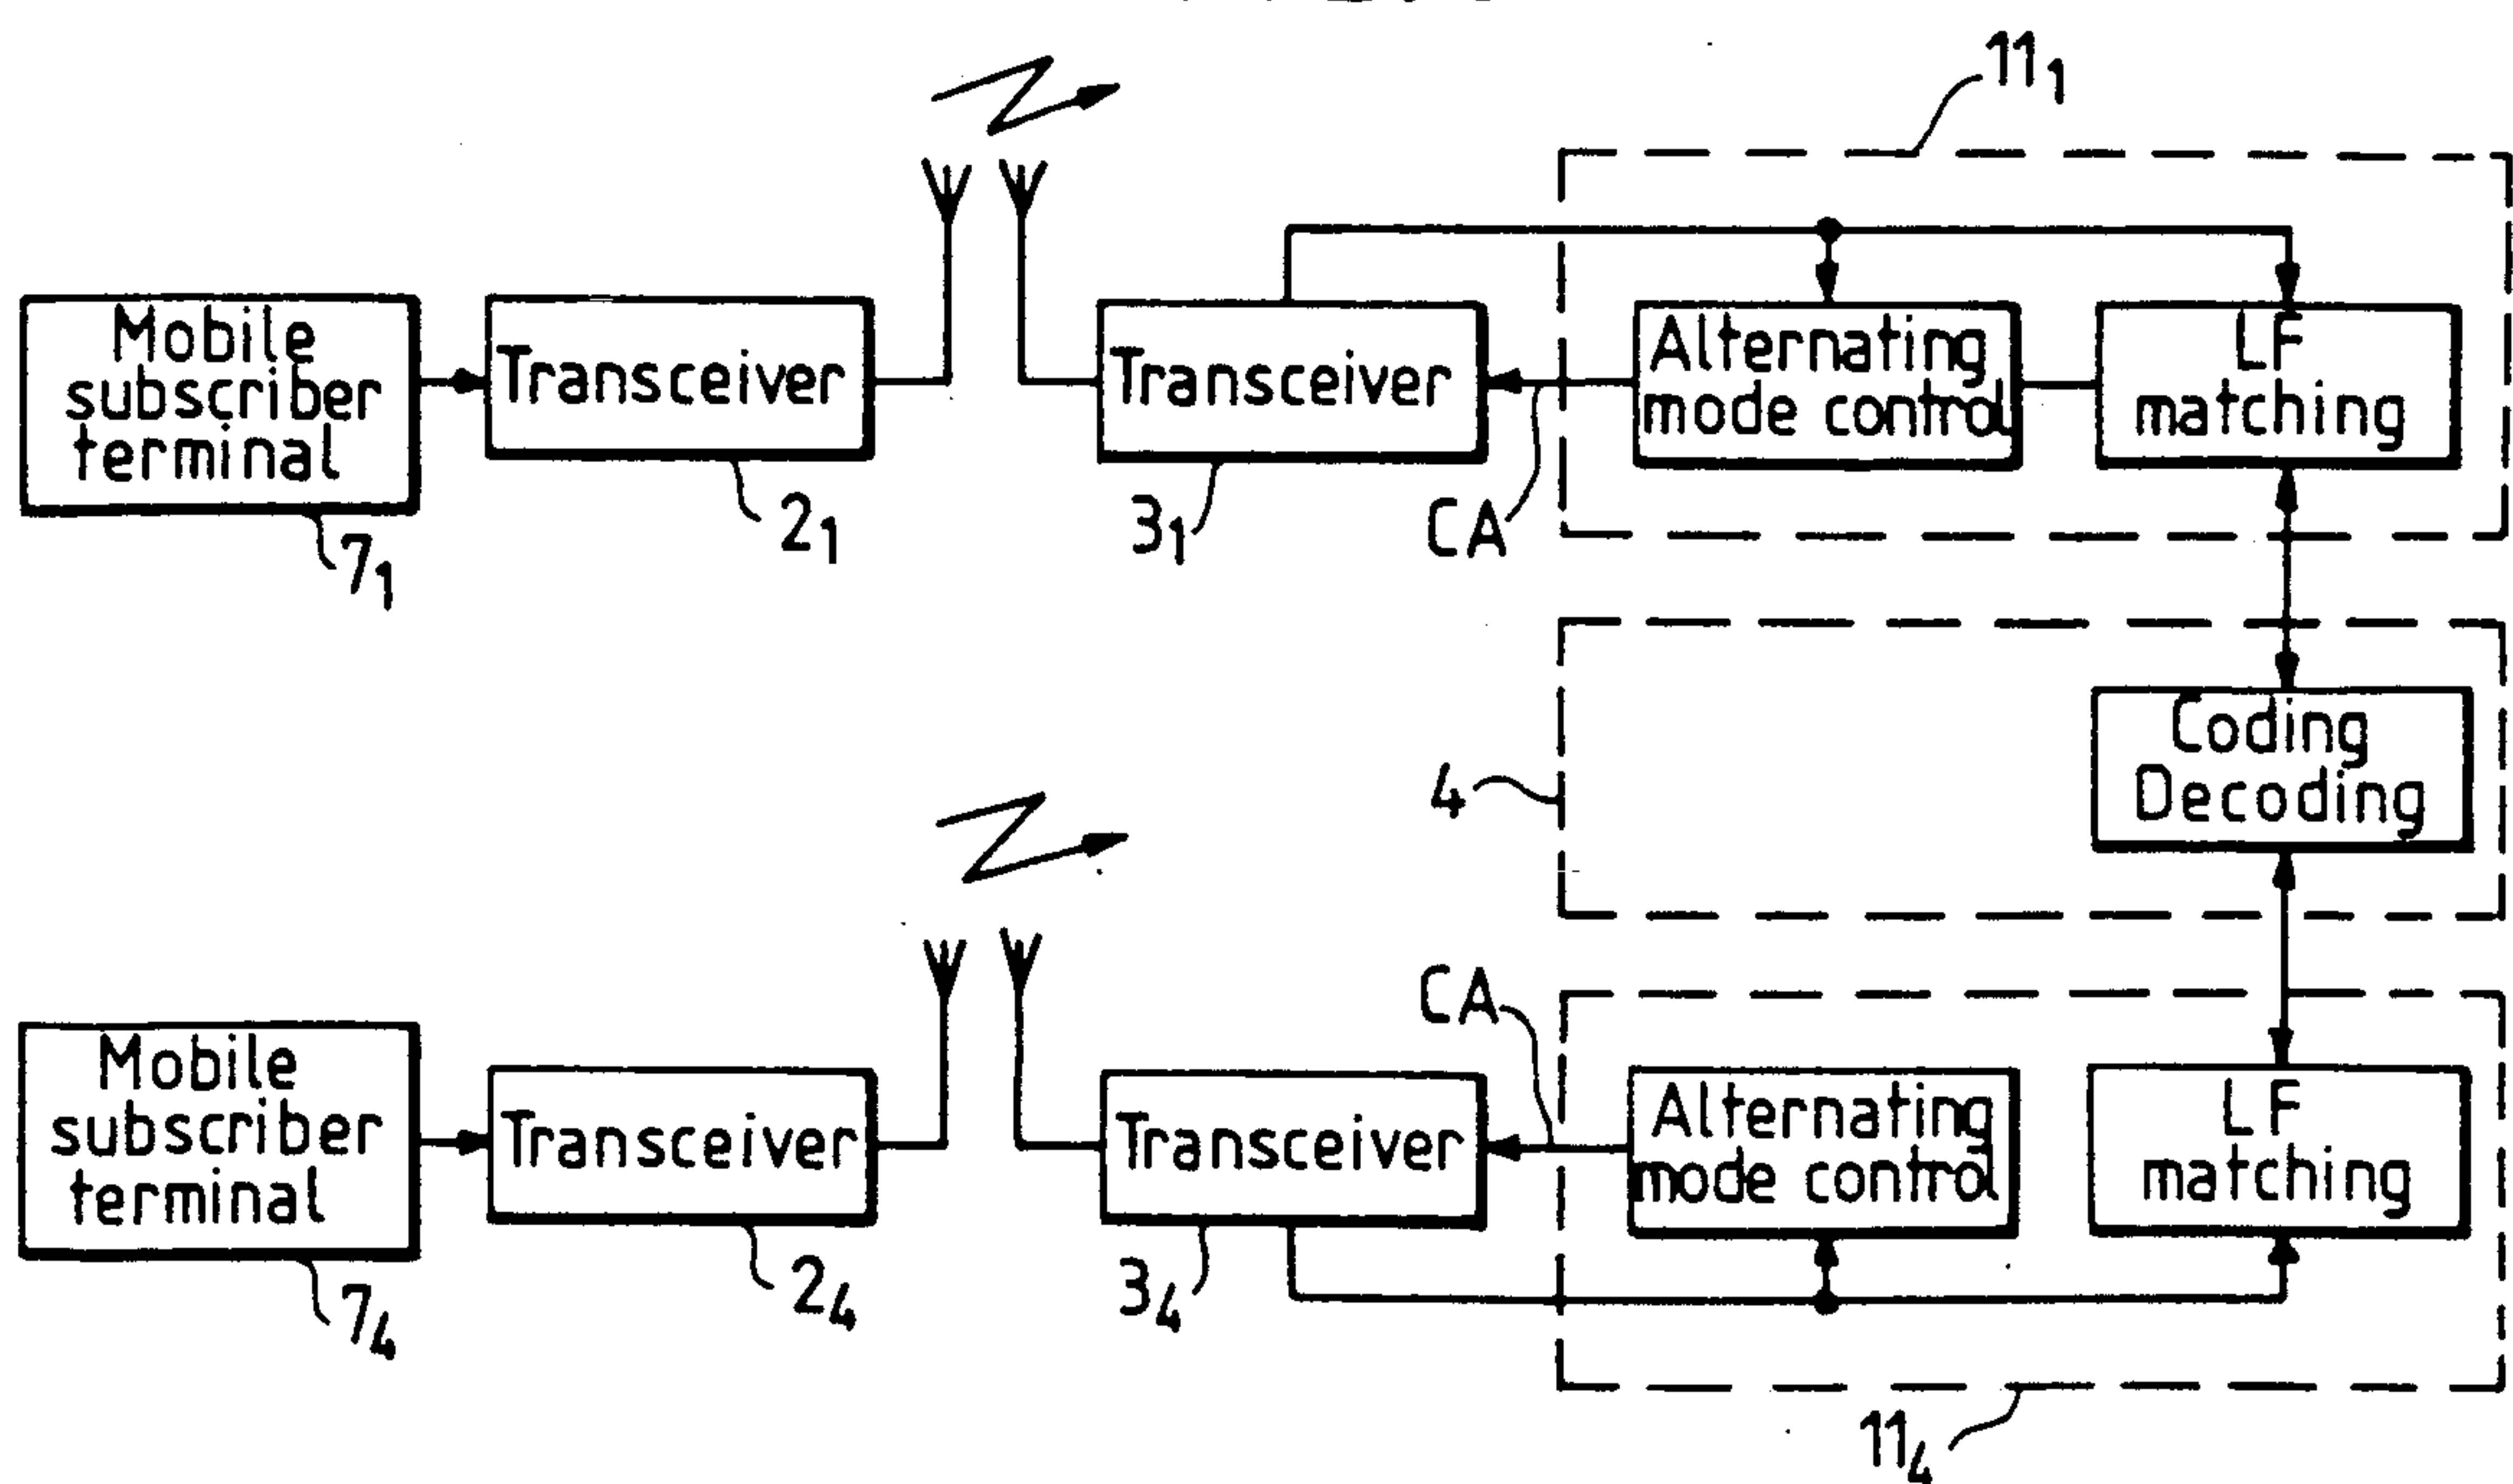 11₁
Mobile
subscriber
terminal
Transceiver
Transceiver
Alternating
mode control
LF
matching
7₁
2₁
3₁
CA
4
Coding
Decoding
CA
Mobile
subscriber
terminal
Transceiver
Transceiver
Alternating
mode control
LF
matching
7₄
2₄
3₄
11₄